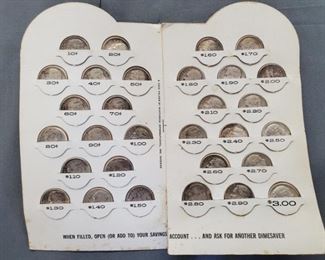 10¢ 20¢
30¢ 40¢ 50¢
60¢ 70¢
80¢ 90¢ $1.00
$1.10 $1.20
$1.30 $1.40 $1.50
WHEN FILLED, OPEN (OR ADD TO) YOUR SAVINGS
$1.60 $1.70
$1.80 $1.90 $2.00
$2.10 $2.20
$2.30 $2.40 $2.50
$2.60 $2.70
$2.80 $2.90 $3.00
ACCOUNT . . . AND ASK FOR ANOTHER DIMESAVER